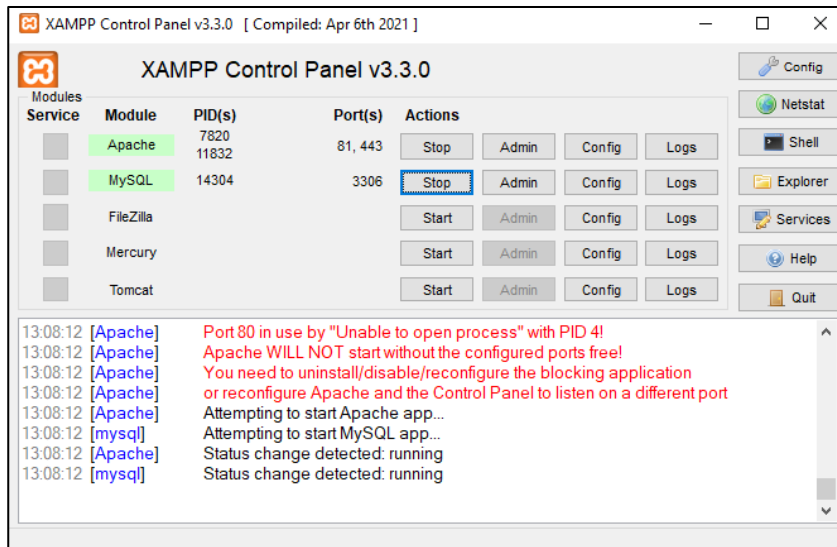 XAMPP Control Panel v3.3.0 [ Compiled: Apr 6th 2021 ]
XAMPP Control Panel v3.3.0
Config
Modules
Netstat
Service Module PID(s) Port(s) Actions
Shell
Apache 7820 11832 81, 443 Stop Admin Config Logs
MySQL 14304 3306 Stop Admin Config Logs
Explorer
FileZilla Start Admin Config Logs
Services
Mercury Start Admin Config Logs
Help
Tomcat Start Admin Config Logs
Quit
13:08:12 [Apache] Port 80 in use by "Unable to open process" with PID 4!
13:08:12 [Apache] Apache WILL NOT start without the configured ports free!
13:08:12 [Apache] You need to uninstall/disable/reconfigure the blocking application
13:08:12 [Apache] or reconfigure Apache and the Control Panel to listen on a different port
13:08:12 [Apache] Attempting to start Apache app...
13:08:12 [mysql] Attempting to start MySQL app...
13:08:12 [Apache] Status change detected: running
13:08:12 [mysql] Status change detected: running